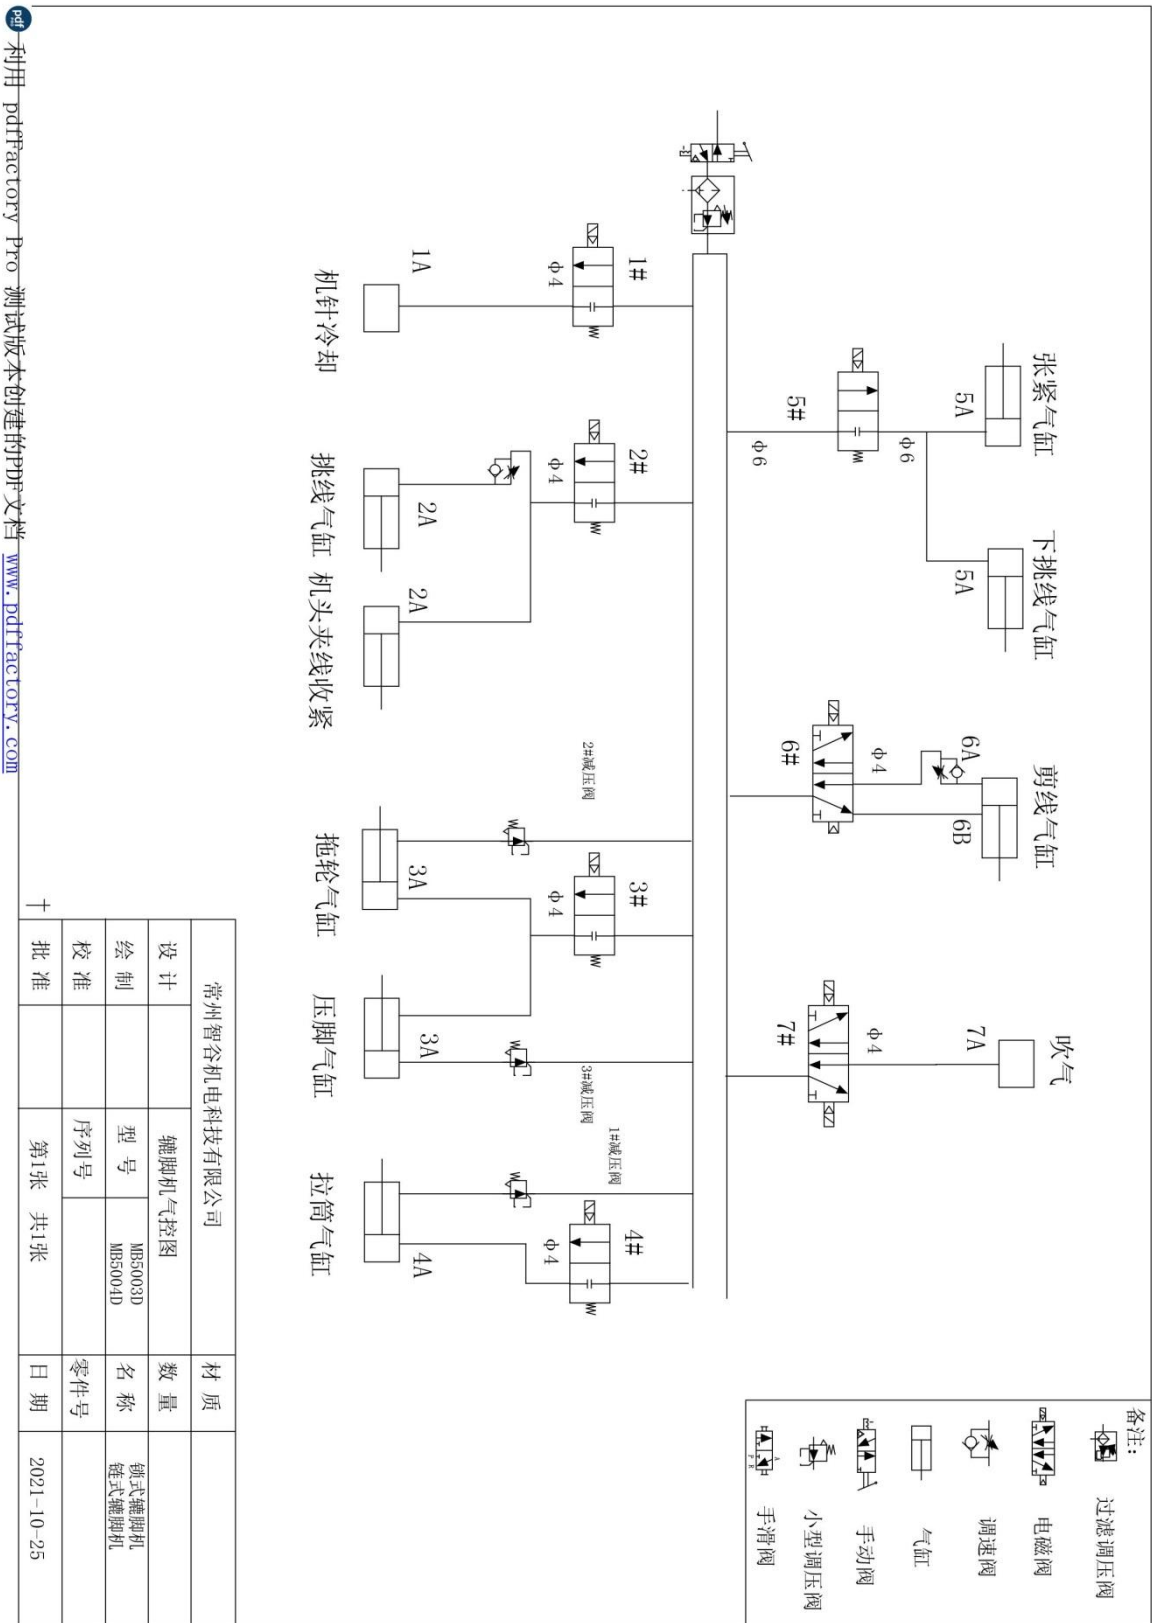 备注:
过滤调压阀
电磁阀
调速阀
气缸
手动阀
小型调压阀
A
P R
手滑阀
张紧气缸
下挑线气缸
剪线气缸
吹气
5A
5A
6A
6B
7A
5#
φ6
φ6
6#
φ4
7#
φ4
1#
φ4
2#
φ4
3#
φ4
4#
φ4
2#减压阀
3#减压阀
1#减压阀
1A
2A
2A
3A
3A
4A
机针冷却
挑线气缸
机头夹线收紧
拖轮气缸
压脚气缸
拉筒气缸
常州智谷机电科技有限公司
材 质
设 计
辘脚机气控图
数 量
绘 制
型 号
MB5003D
MB5004D
名 称
锁式辘脚机
链式辘脚机
校 准
序列号
零件号
批 准
第1张 共1张
日 期
2021-10-25
pdf
利用 pdfFactory Pro 测试版本创建的PDF文档 www.pdffactory.com